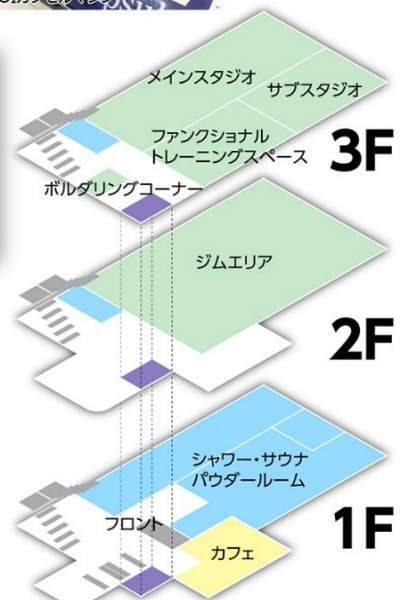 メインスタジオ
サブスタジオ
ファンクショナル
トレーニングスペース
3F
ボルダリングコーナー
ジムエリア
2F
シャワー・サウナ
パウダールーム
フロント
1F
カフェ